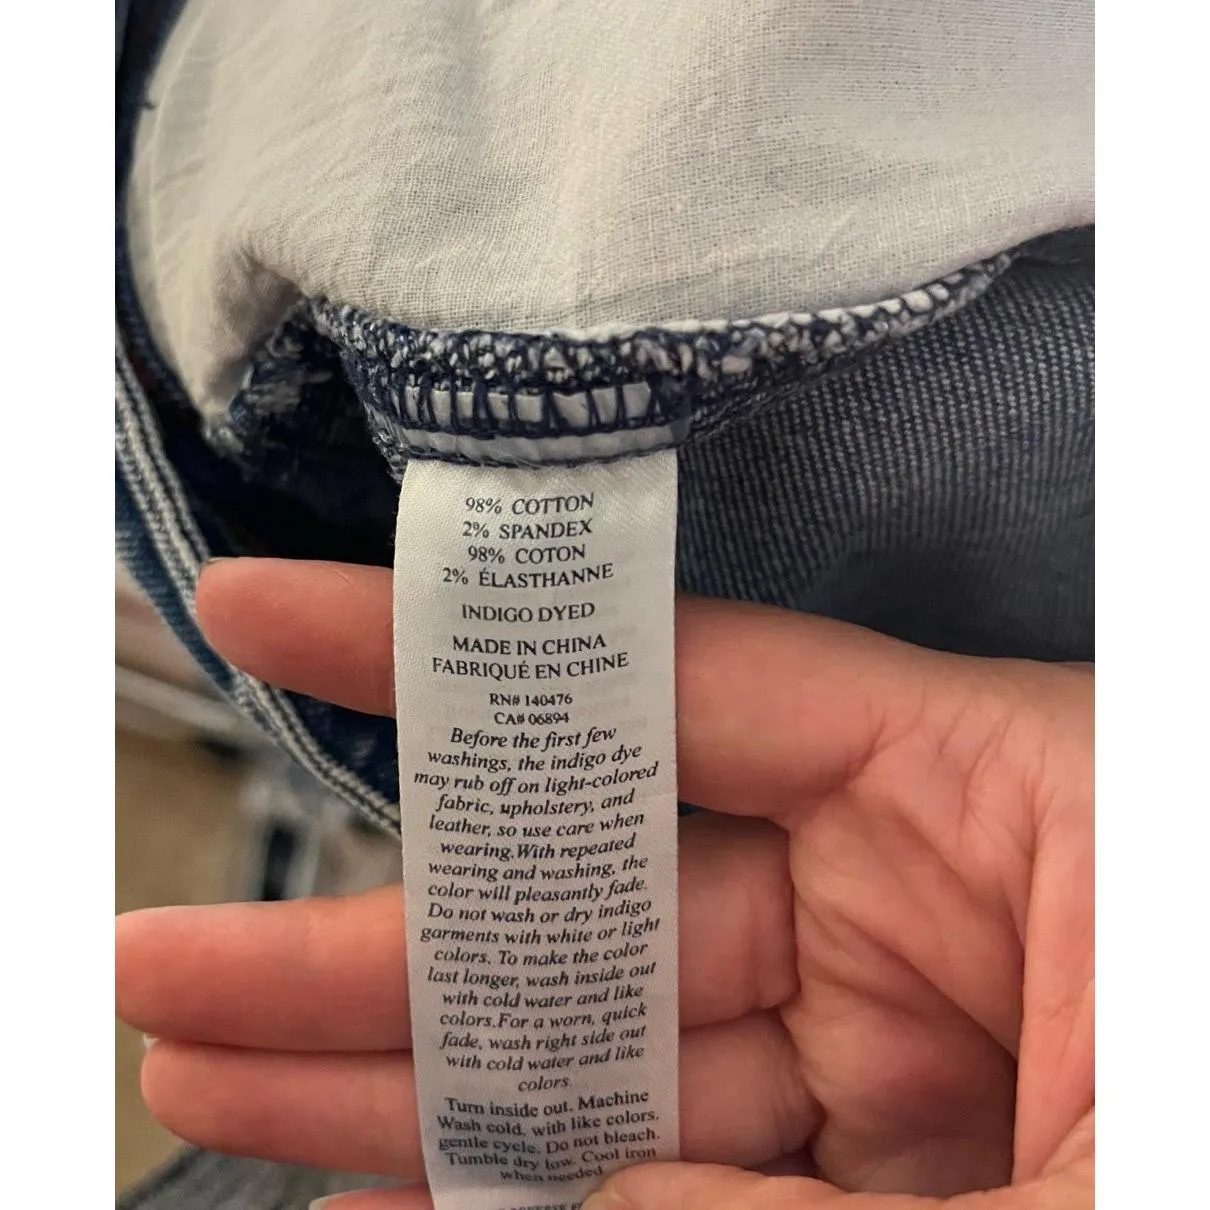 98% COTTON
2% SPANDEX
98% COTON
2% ÉLASTHANNE
INDIGO DYED
MADE IN CHINA
FABRIQUÉ EN CHINE
RN# 140476
CA# 06894
Before the first few
washings, the indigo dye
may rub off on light-colored
fabric, upholstery, and
leather, so use care when
wearing.With repeated
wearing and washing, the
color will pleasantly fade.
Do not wash or dry indigo
garments with white or light
colors. To make the color
last longer, wash inside out
with cold water and like
colors.For a worn, quick
fade, wash right side out
with cold water and like
colors.
Turn inside out. Machine
Wash cold. with like colors.
gentle cycle. Do not bleach.
Tumble dry low. Cool iron
when needed